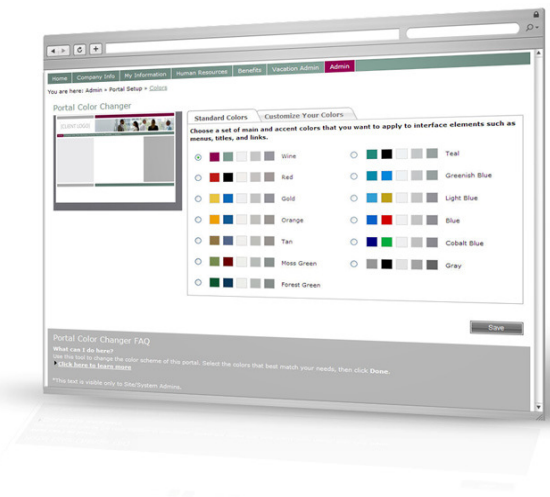 Home Company Info My Information Human Resources Benefits Vacation Admin Admin
You are here: Admin » Portal Setup » Colors
Portal Color Changer
CLIENT LOGO
Standard Colors Customize Your Colors
Choose a set of main and accent colors that you want to apply to interface elements such as
menus, titles, and links.
Wine
Red
Gold
Orange
Tan
Moss Green
Forest Green
Teal
Greenish Blue
Light Blue
Blue
Cobalt Blue
Gray
Save
Portal Color Changer FAQ
What can I do here?
Use this tool to change the color scheme of this portal. Select the colors that best match your needs, then click Done.
Click here to learn more
*This text is visible only to Site/System Admins.